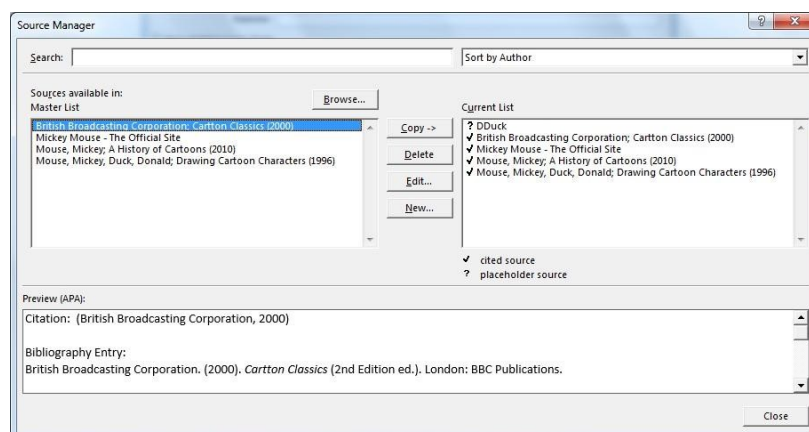 Source Manager
Search:
Sort by Author
Sources available in:
Master List
Browse...
British Broadcasting Corporation; Cartton Classics (2000)
Mickey Mouse - The Official Site
Mouse, Mickey; A History of Cartoons (2010)
Mouse, Mickey, Duck, Donald; Drawing Cartoon Characters (1996)
Copy ->
Delete
Edit...
New...
Current List
? DDuck
✓ British Broadcasting Corporation; Cartton Classics (2000)
✓ Mickey Mouse - The Official Site
✓ Mouse, Mickey; A History of Cartoons (2010)
✓ Mouse, Mickey, Duck, Donald; Drawing Cartoon Characters (1996)
✓ cited source
? placeholder source
Preview (APA):
Citation: (British Broadcasting Corporation, 2000)
Bibliography Entry:
British Broadcasting Corporation. (2000). Cartton Classics (2nd Edition ed.). London: BBC Publications.
Close